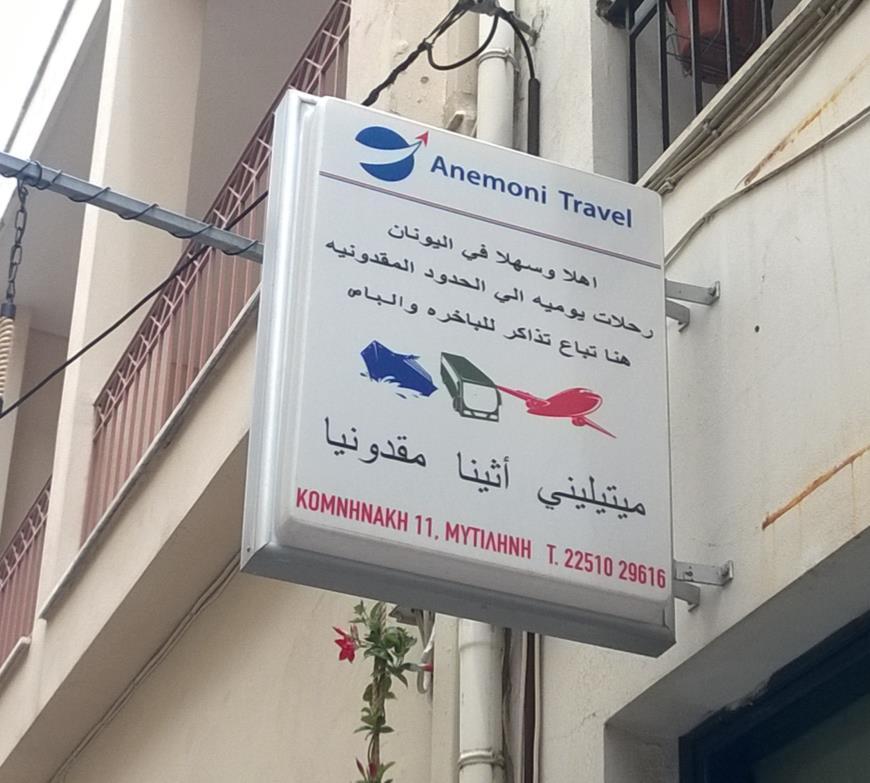 Anemoni Travel
اهلا وسهلا في اليونان
رحلات يوميه الي الحدود المقدونيه
هنا تباع تذاكر للباخره والباص
ميتيليني أثينا مقدونيا
ΚΟΜΝΗΝΑΚΗ 11, ΜΥΤΙΛΗΝΗ Τ. 22510 29616